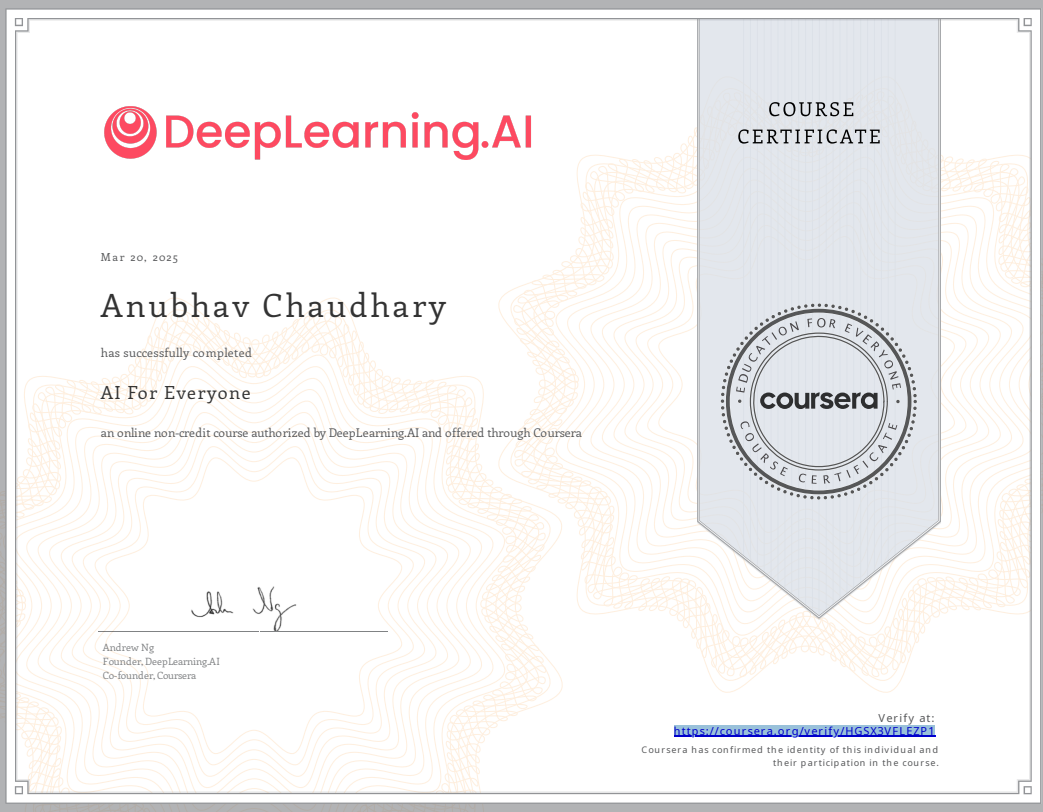 DeepLearning.AI
COURSE
CERTIFICATE
Mar 20, 2025
Anubhav Chaudhary
has successfully completed
AI For Everyone
an online non-credit course authorized by DeepLearning.AI and offered through Coursera
EDUCATION FOR EVERYONE
coursera
COURSE CERTIFICATE
Andrew Ng
Founder, DeepLearning.AI
Co-founder, Coursera
Verify at:
https://coursera.org/verify/HGSX3VFLEZP1
Coursera has confirmed the identity of this individual and
their participation in the course.